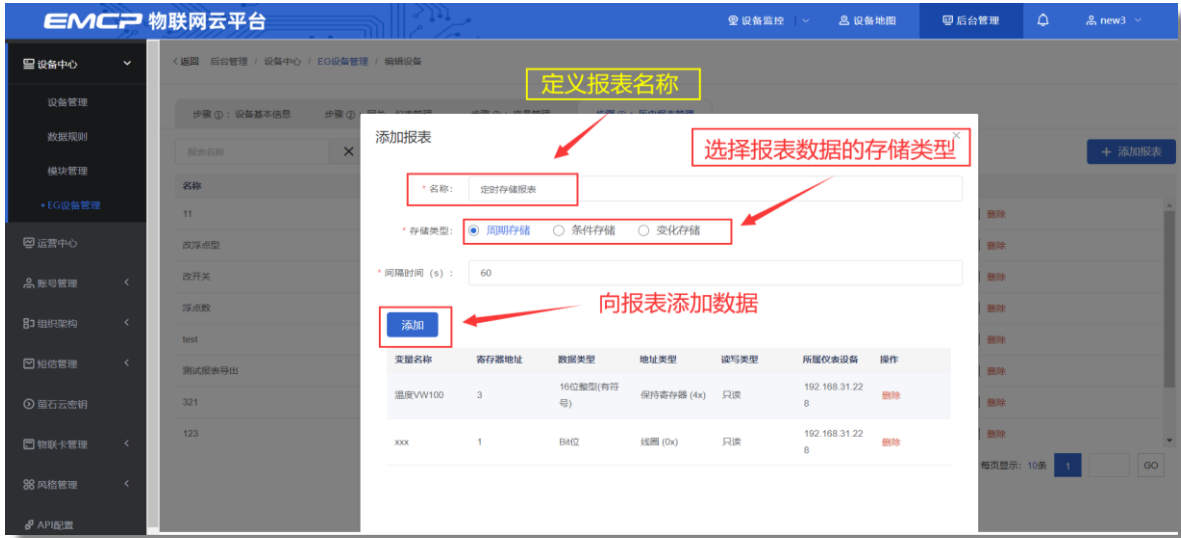 EMCP 物联网云平台
设备监控
设备地图
后台管理
new3
设备中心
设备管理
数据规则
模块管理
•EG设备管理
运营中心
账号管理
组织架构
短信管理
萤石云密钥
物联卡管理
风格管理
API配置
<返回 后台管理 / 设备中心 / EG设备管理 / 编辑设备
定义报表名称
步骤①：设备基本信息
步骤②：
选择报表数据的存储类型
报表名称
+ 添加报表
名称
11
改浮点型
改开关
浮点数
test
测试报表导出
321
123
添加报表
* 名称: 定时存储报表
* 存储类型: 周期存储 条件存储 变化存储
* 间隔时间 (s) : 60
向报表添加数据
添加
变量名称 寄存器地址 数据类型 地址类型 读写类型 所属仪表设备 操作
温度VW100 3 16位整型(有符号) 保持寄存器 (4x) 只读 192.168.31.228 删除
xxx 1 Bit位 线圈 (0x) 只读 192.168.31.228 删除
删除
删除
删除
删除
删除
删除
删除
删除
每页显示: 10条 1 GO